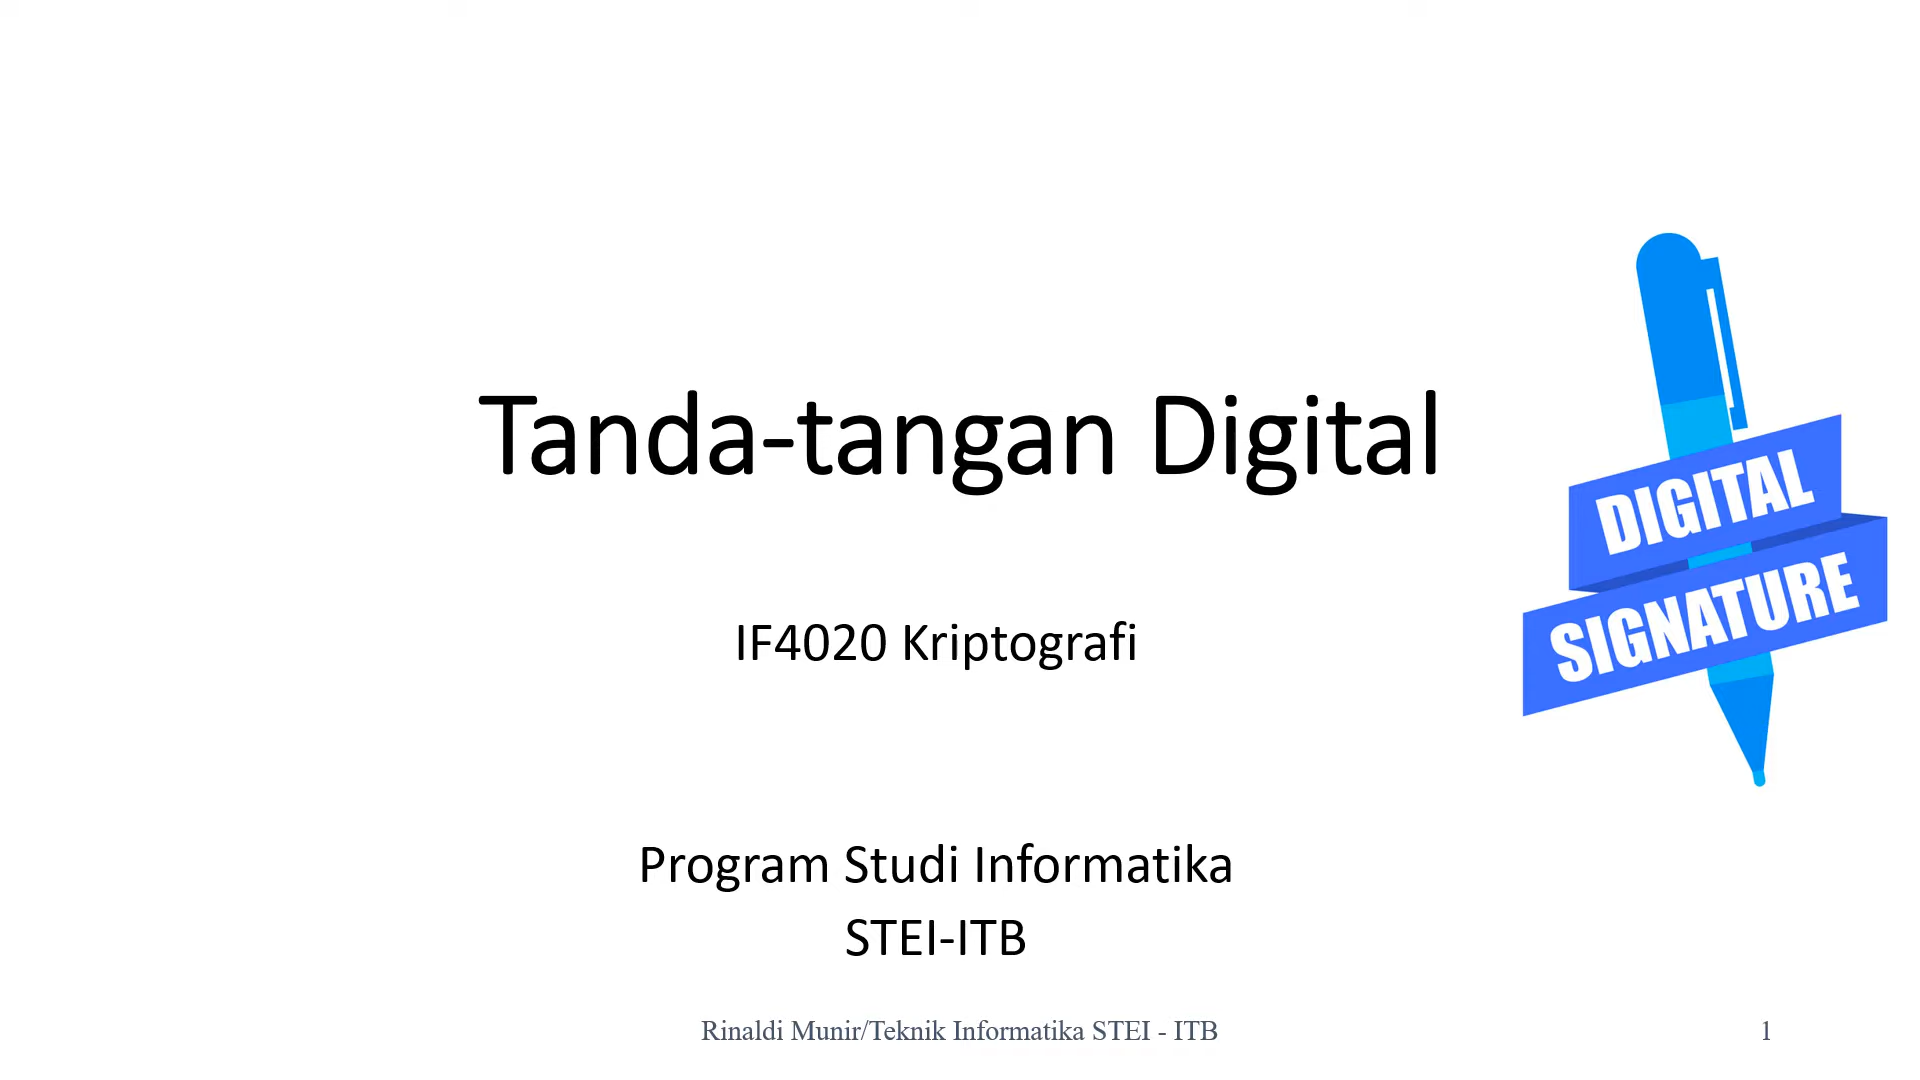 Tanda-tangan Digital
DIGITAL
SIGNATURE
IF4020 Kriptografi
Program Studi Informatika
STEI-ITB
Rinaldi Munir/Teknik Informatika STEI - ITB
1